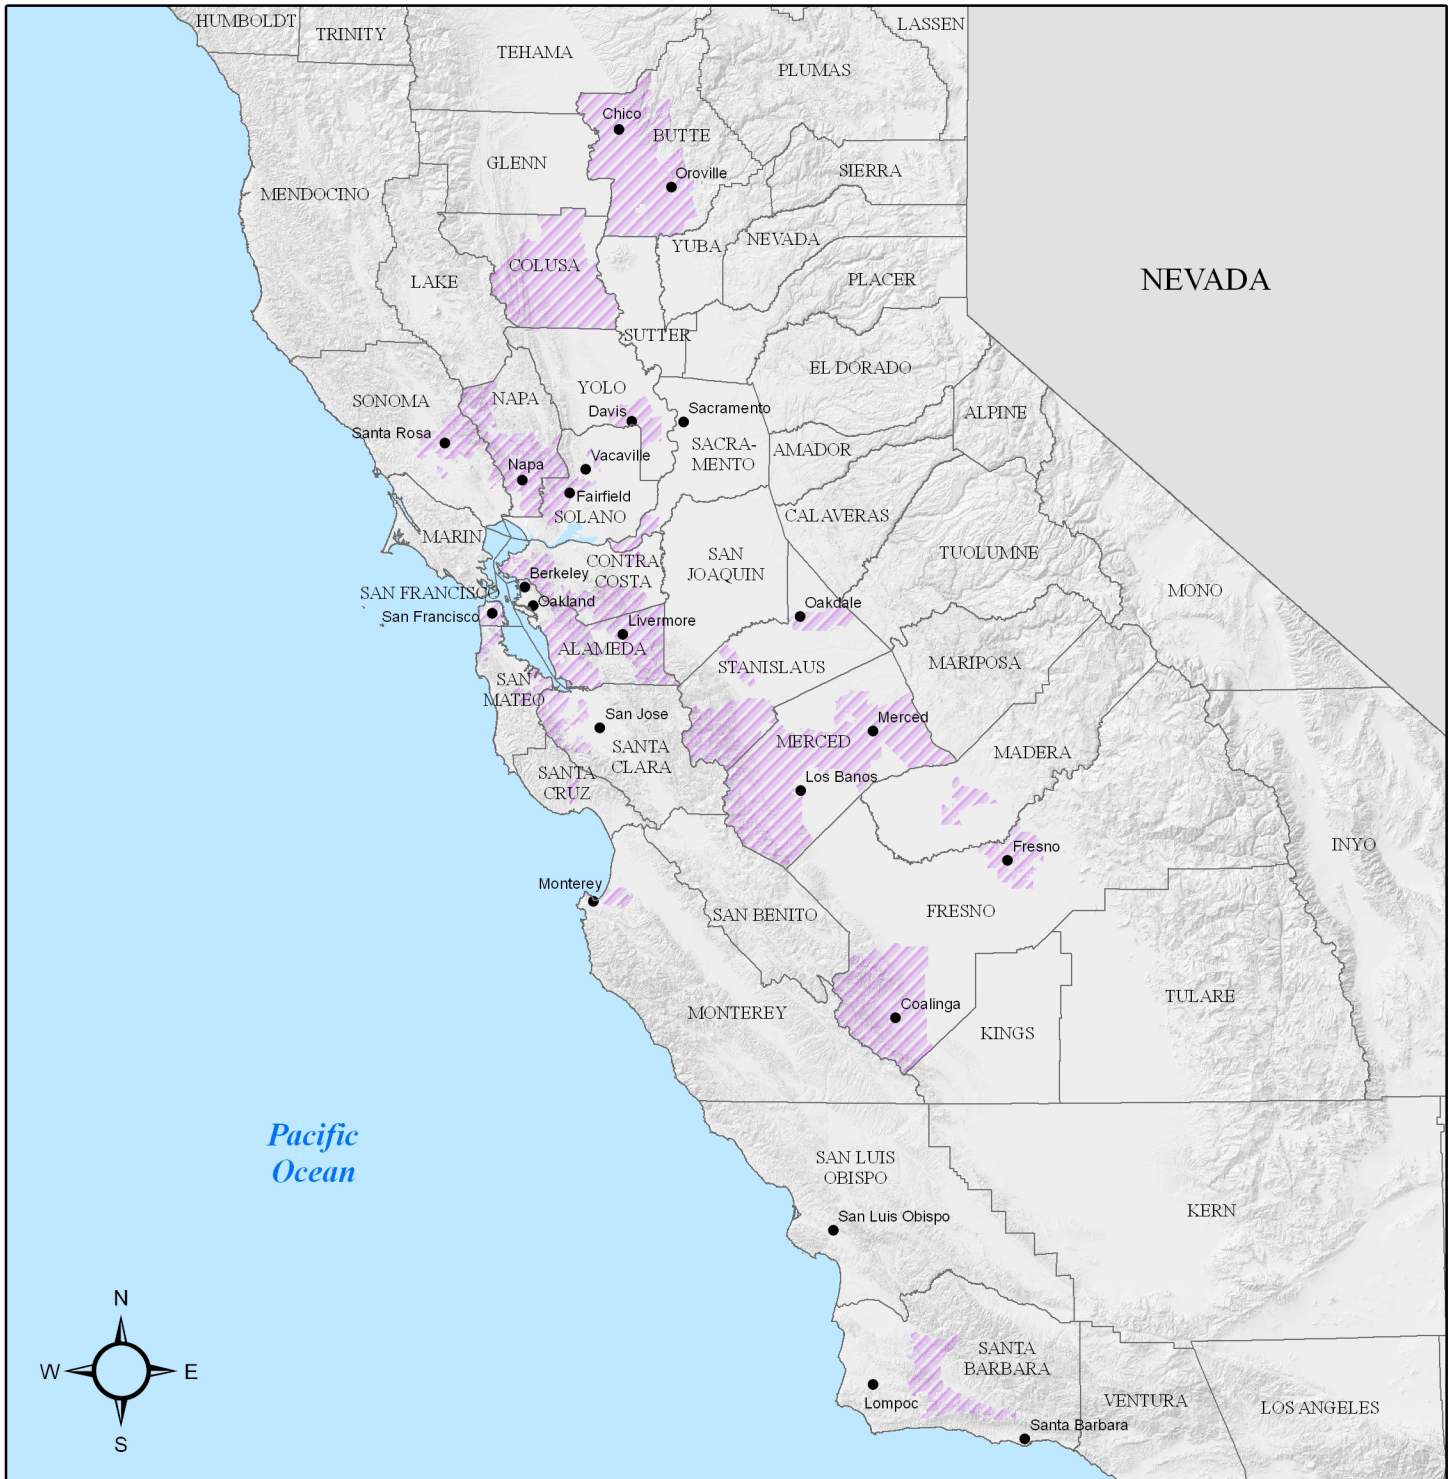 HUMBOLDT
TRINITY
LASSEN
TEHAMA
PLUMAS
Chico
BUTTE
GLENN
SIERRA
Oroville
MENDOCINO
NEVADA
YUBA
COLUSA
LAKE
PLACER
NEVADA
SUTTER
EL DORADO
YOLO
NAPA
SONOMA
Davis
Sacramento
ALPINE
Santa Rosa
SACRA-
MENTO
AMADOR
Vacaville
Napa
Fairfield
SOLANO
CALAVERAS
MARIN
TUOLUMNE
SAN
JOAQUIN
CONTRA
COSTA
Berkeley
MONO
SAN FRANCISCO
Oakland
Oakdale
San Francisco
Livermore
ALAMEDA
STANISLAUS
MARIPOSA
SAN
MATEO
San Jose
Merced
MERCED
SANTA
CLARA
MADERA
SANTA
CRUZ
Los Banos
INYO
Fresno
Monterey
FRESNO
SAN BENITO
TULARE
Coalinga
MONTEREY
KINGS
Pacific
Ocean
SAN LUIS
OBISPO
KERN
San Luis Obispo
N
W
E
S
SANTA
BARBARA
Lompoc
VENTURA
LOS ANGELES
Santa Barbara